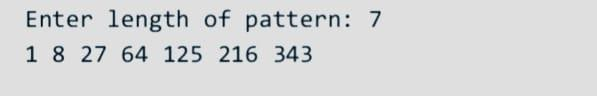 Enter length of pattern: 7
1 8 27 64 125 216 343